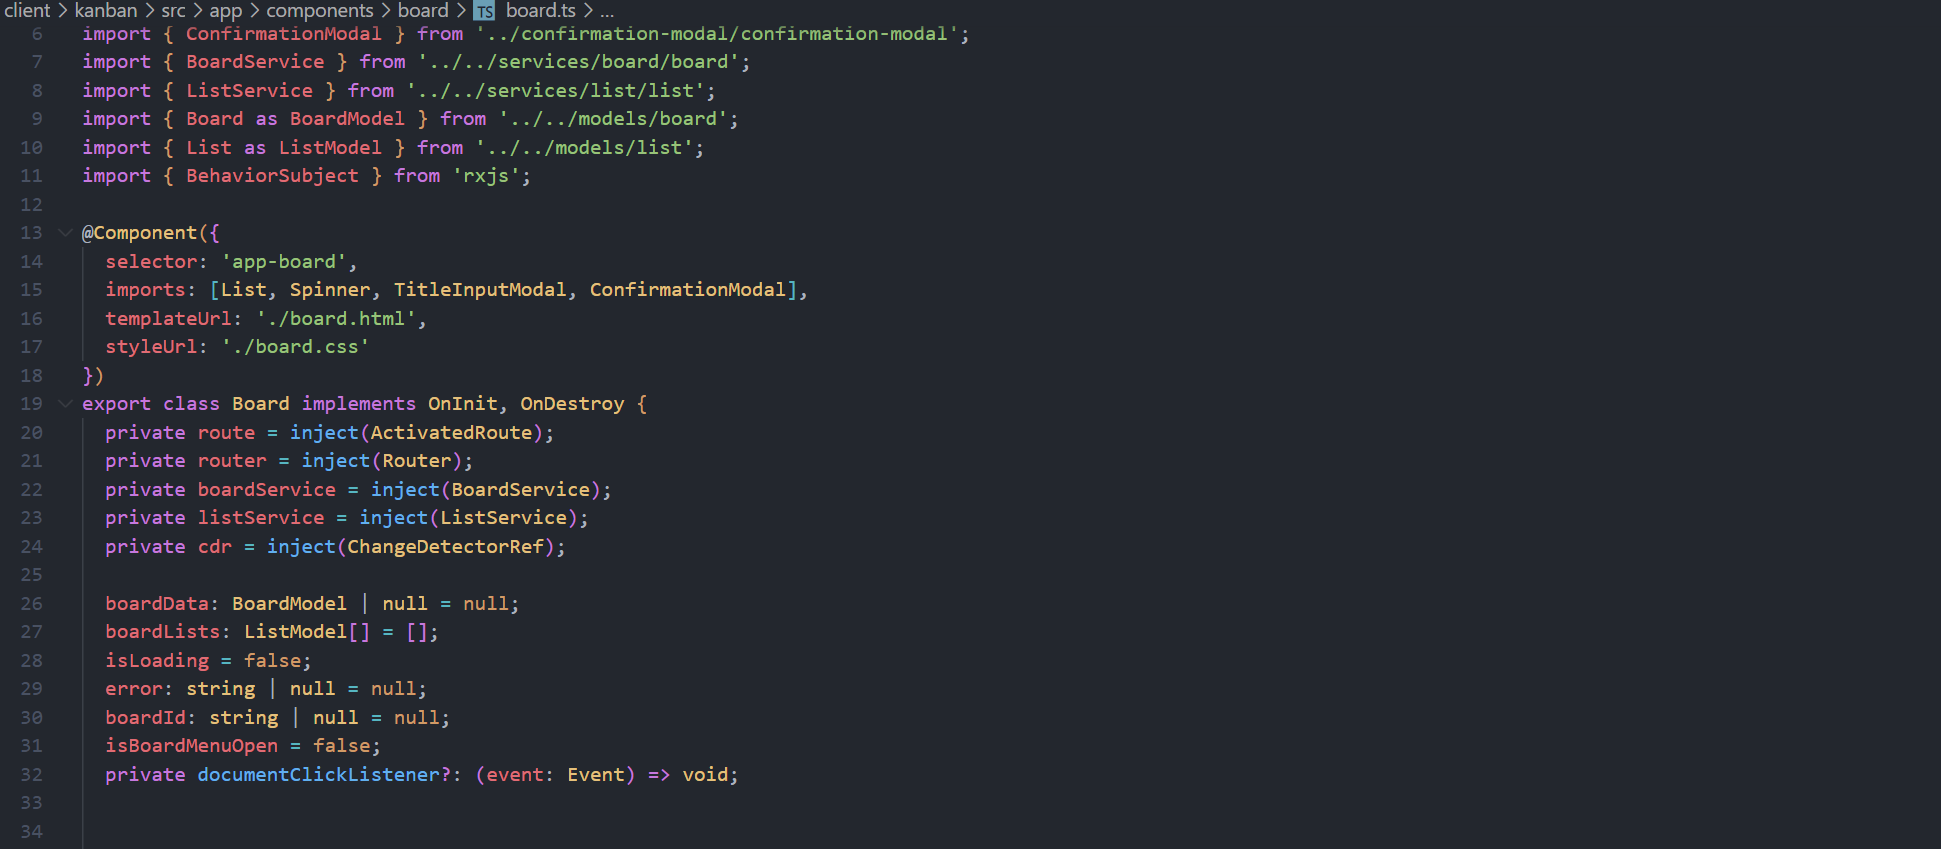 client > kanban > src > app > components > board > TS board.ts > ...
6 import { ConfirmationModal } from '../confirmation-modal/confirmation-modal';
7 import { BoardService } from '../../services/board/board';
8 import { ListService } from '../../services/list/list';
9 import { Board as BoardModel } from '../../models/board';
10 import { List as ListModel } from '../../models/list';
11 import { BehaviorSubject } from 'rxjs';
12
13 @Component({
14   selector: 'app-board',
15   imports: [List, Spinner, TitleInputModal, ConfirmationModal],
16   templateUrl: './board.html',
17   styleUrl: './board.css'
18 })
19 export class Board implements OnInit, OnDestroy {
20   private route = inject(ActivatedRoute);
21   private router = inject(Router);
22   private boardService = inject(BoardService);
23   private listService = inject(ListService);
24   private cdr = inject(ChangeDetectorRef);
25
26   boardData: BoardModel | null = null;
27   boardLists: ListModel[] = [];
28   isLoading = false;
29   error: string | null = null;
30   boardId: string | null = null;
31   isBoardMenuOpen = false;
32   private documentClickListener?: (event: Event) => void;
33
34